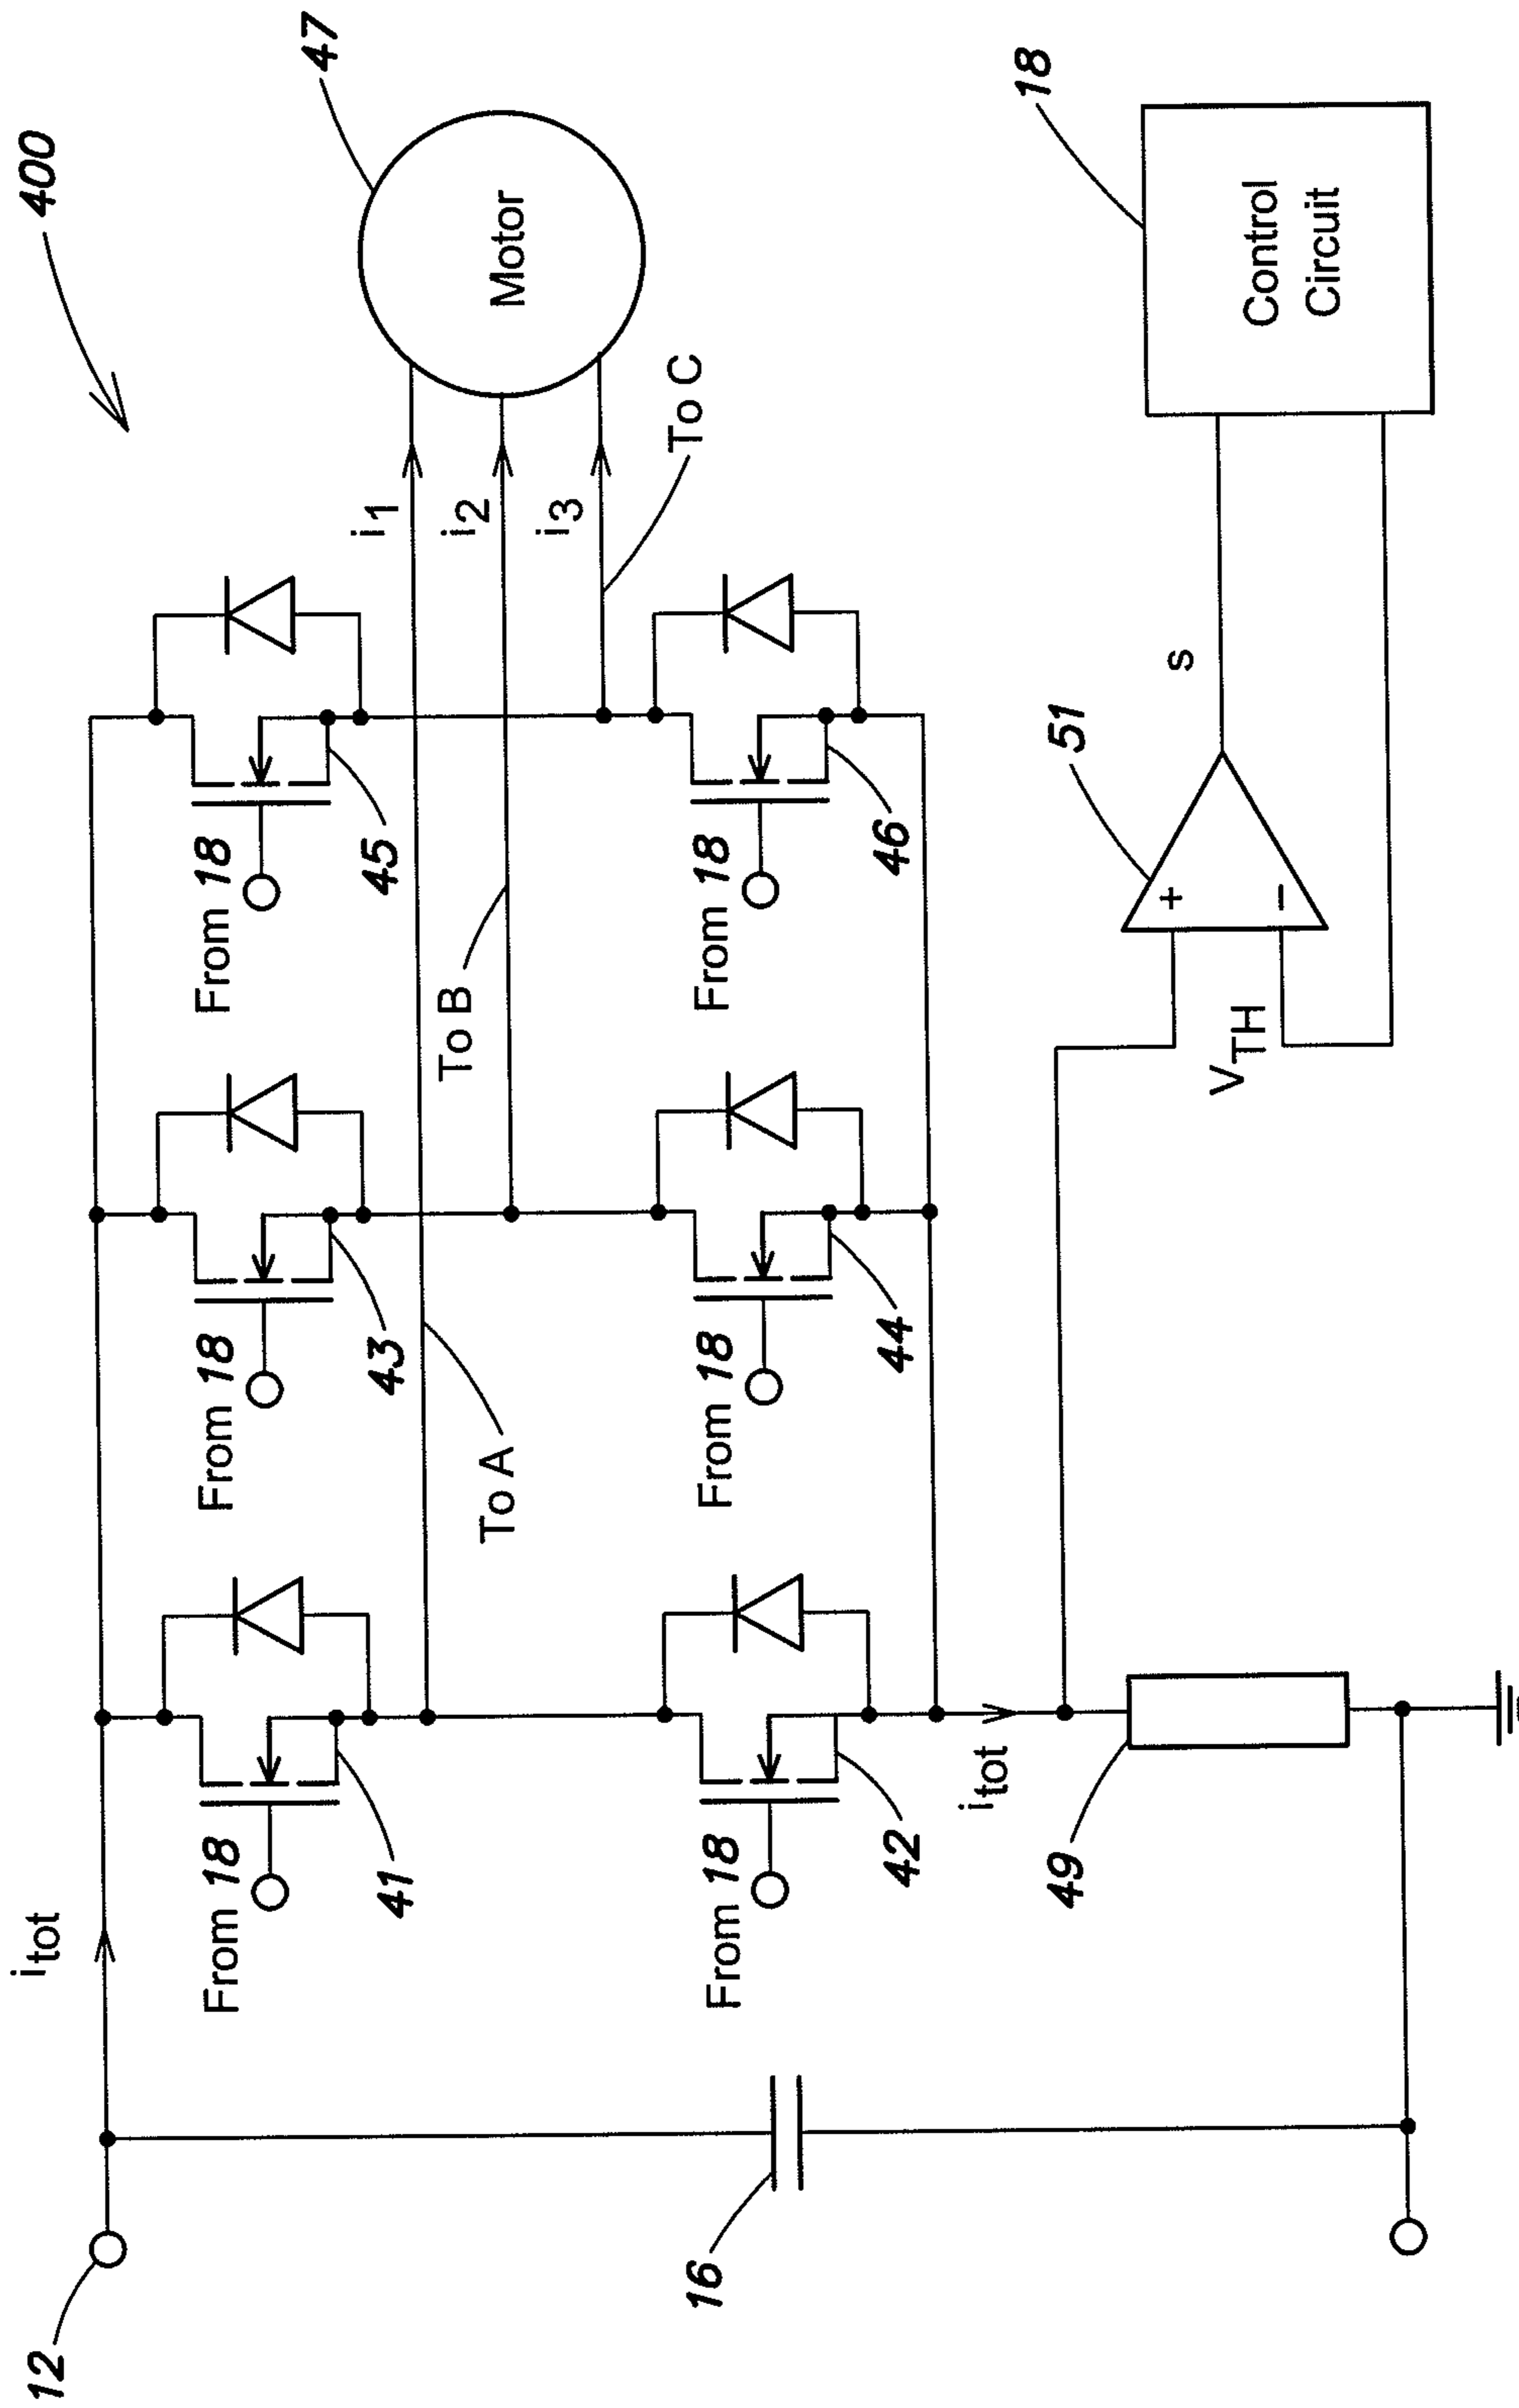 400
47
Motor
i1
i2
i3
To C
18
Control
Circuit
51
s
+
−
VTH
From 18
45
From 18
46
To B
From 18
43
From 18
44
To A
From 18
41
From 18
42
itot
itot
49
16
12